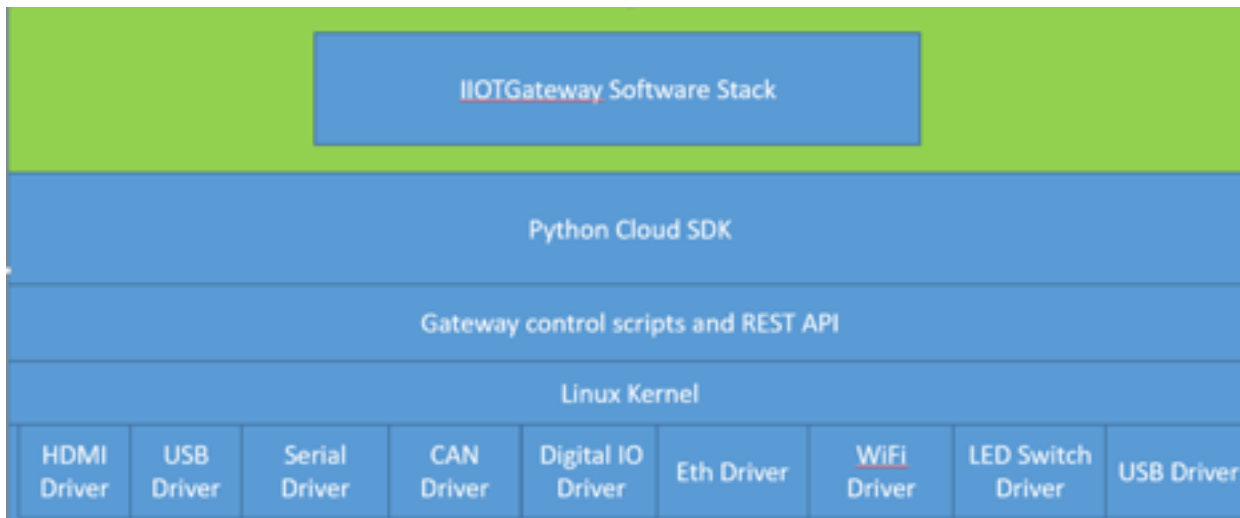 IIOTGateway Software Stack
Python Cloud SDK
Gateway control scripts and REST API
Linux Kernel
HDMI Driver
USB Driver
Serial Driver
CAN Driver
Digital IO Driver
Eth Driver
WiFi Driver
LED Switch Driver
USB Driver